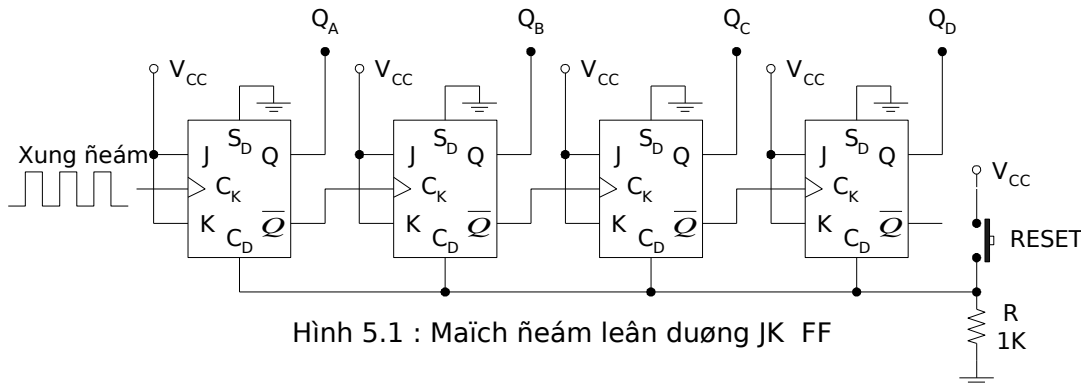 Q_A Q_B Q_C Q_D
V_CC V_CC V_CC V_CC
S_D S_D S_D S_D
Xung ñeám
J Q J Q J Q J Q
V_CC
C_K C_K C_K C_K
K Q̅ K Q̅ K Q̅ K Q̅
RESET
C_D C_D C_D C_D
R
1K
Hình 5.1 : Maïch ñeám leân duøng JK FF